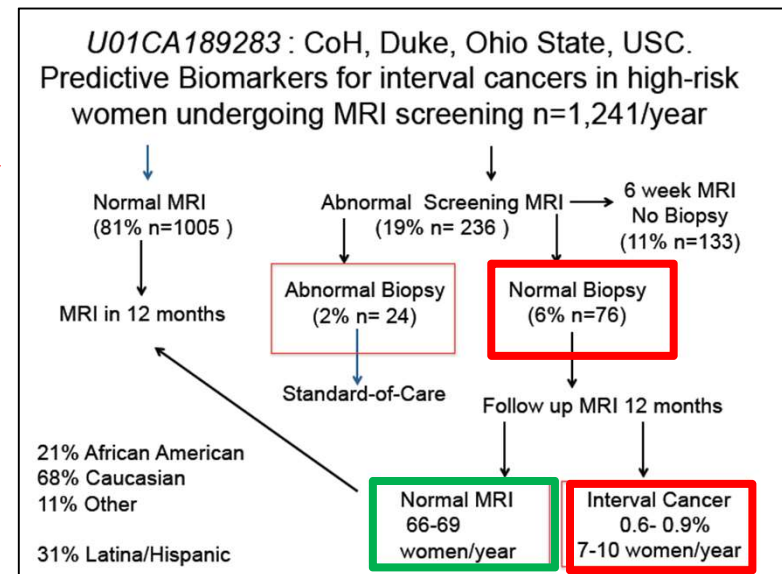 U01CA189283 : CoH, Duke, Ohio State, USC.
Predictive Biomarkers for interval cancers in high-risk
women undergoing MRI screening n=1,241/year
Normal MRI
(81% n=1005 )
Abnormal Screening MRI
(19% n= 236 )
6 week MRI
No Biopsy
(11% n=133)
MRI in 12 months
Abnormal Biopsy
(2% n= 24)
Normal Biopsy
(6% n=76)
Standard-of-Care
Follow up MRI 12 months
21% African American
68% Caucasian
11% Other
31% Latina/Hispanic
Normal MRI
66-69
women/year
Interval Cancer
0.6- 0.9%
7-10 women/year